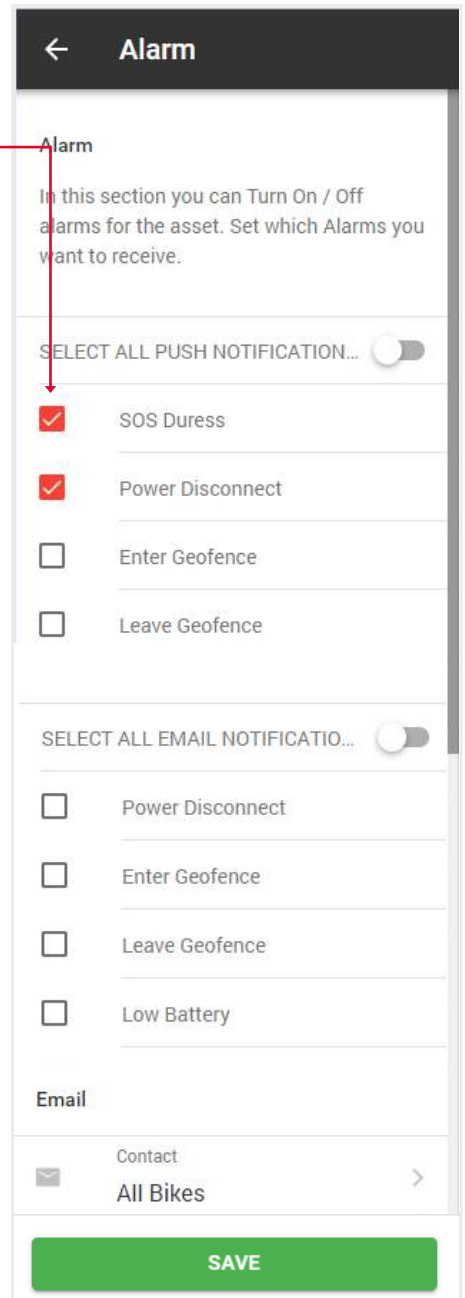 Alarm
Alarm
In this section you can Turn On / Off
alarms for the asset. Set which Alarms you
want to receive.
SELECT ALL PUSH NOTIFICATION...
SOS Duress
Power Disconnect
Enter Geofence
Leave Geofence
SELECT ALL EMAIL NOTIFICATIO...
Power Disconnect
Enter Geofence
Leave Geofence
Low Battery
Email
Contact
All Bikes
SAVE